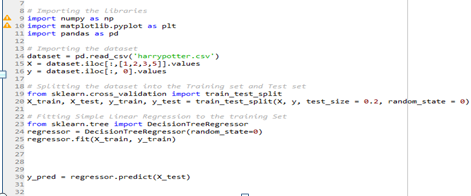 7
8 # Importing the Libraries
9 import numpy as np
10 import matplotlib.pyplot as plt
11 import pandas as pd
12
13 # Importing the dataset
14 dataset = pd.read_csv('harrypotter.csv')
15 X = dataset.iloc[:,[1,2,3,5]].values
16 y = dataset.iloc[:, 0].values
17
18 # Splitting the dataset into the Training set and Test set
19 from sklearn.cross_validation import train_test_split
20 X_train, X_test, y_train, y_test = train_test_split(X, y, test_size = 0.2, random_state = 0)
21
22 # Fitting Simple Linear Regression to the training Set
23 from sklearn.tree import DecisionTreeRegressor
24 regressor = DecisionTreeRegressor(random_state=0)
25 regressor.fit(X_train, y_train)
26
27
28
29
30 y_pred = regressor.predict(X_test)
31
32